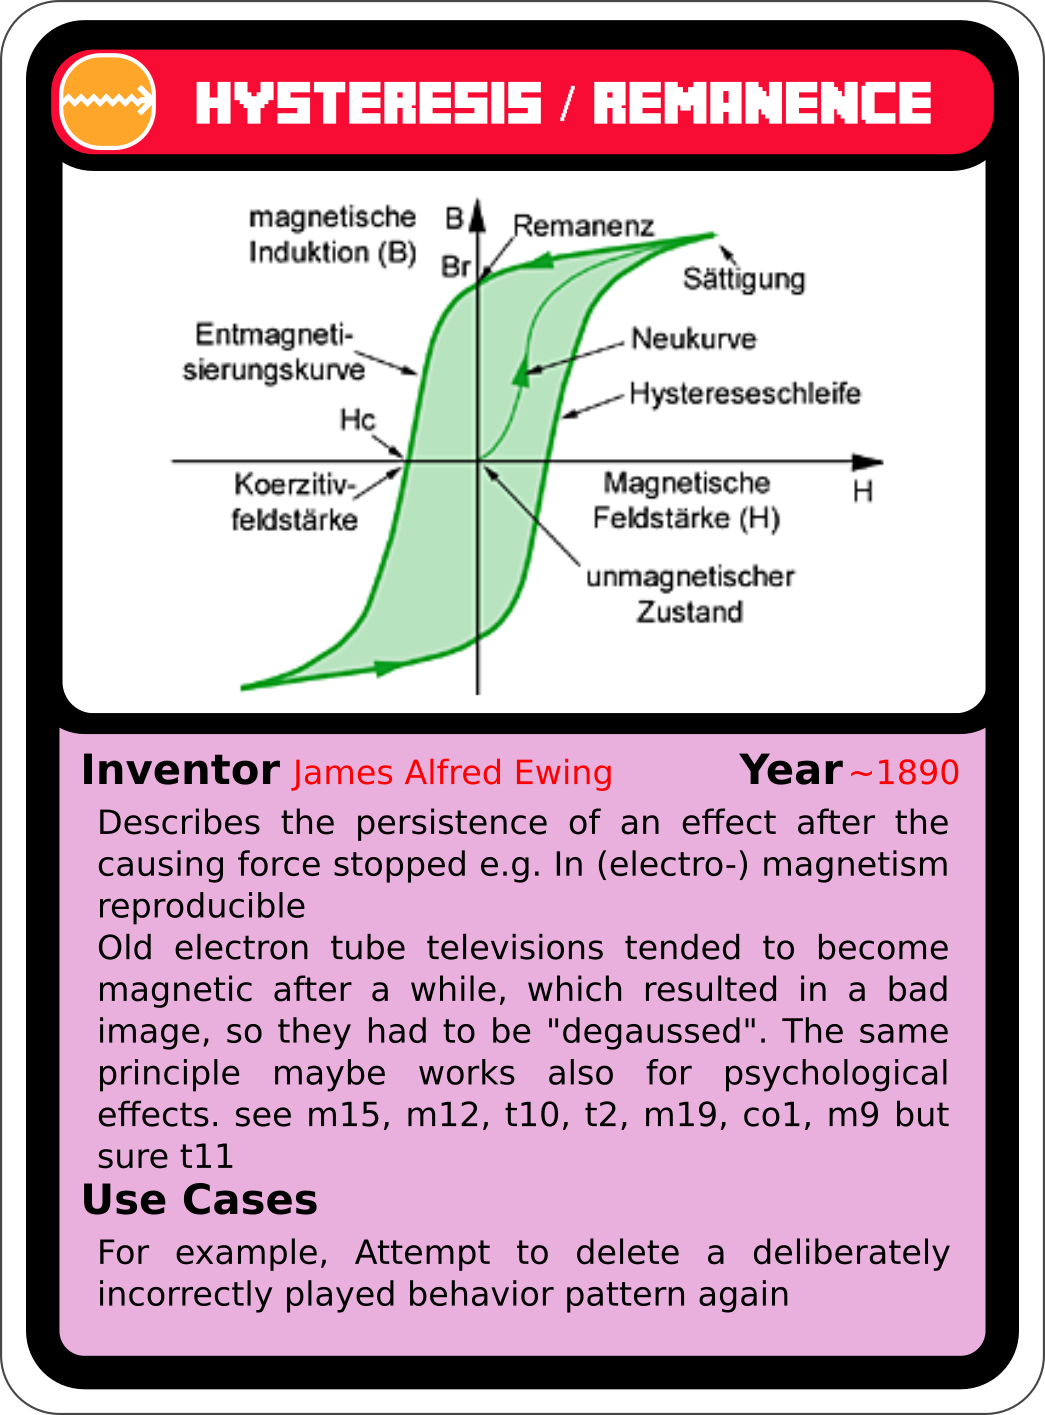 HYSTERESIS / REMANENCE
magnetische
Induktion (B)
B
Br
Remanenz
Sättigung
Entmagneti-
sierungskurve
Neukurve
Hystereseschleife
Hc
Koerzitiv-
feldstärke
Magnetische
Feldstärke (H)
H
unmagnetischer
Zustand
Inventor James Alfred Ewing Year ~1890
Describes the persistence of an effect after the
causing force stopped e.g. In (electro-) magnetism
reproducible
Old electron tube televisions tended to become
magnetic after a while, which resulted in a bad
image, so they had to be "degaussed". The same
principle maybe works also for psychological
effects. see m15, m12, t10, t2, m19, co1, m9 but
sure t11
Use Cases
For example, Attempt to delete a deliberately
incorrectly played behavior pattern again